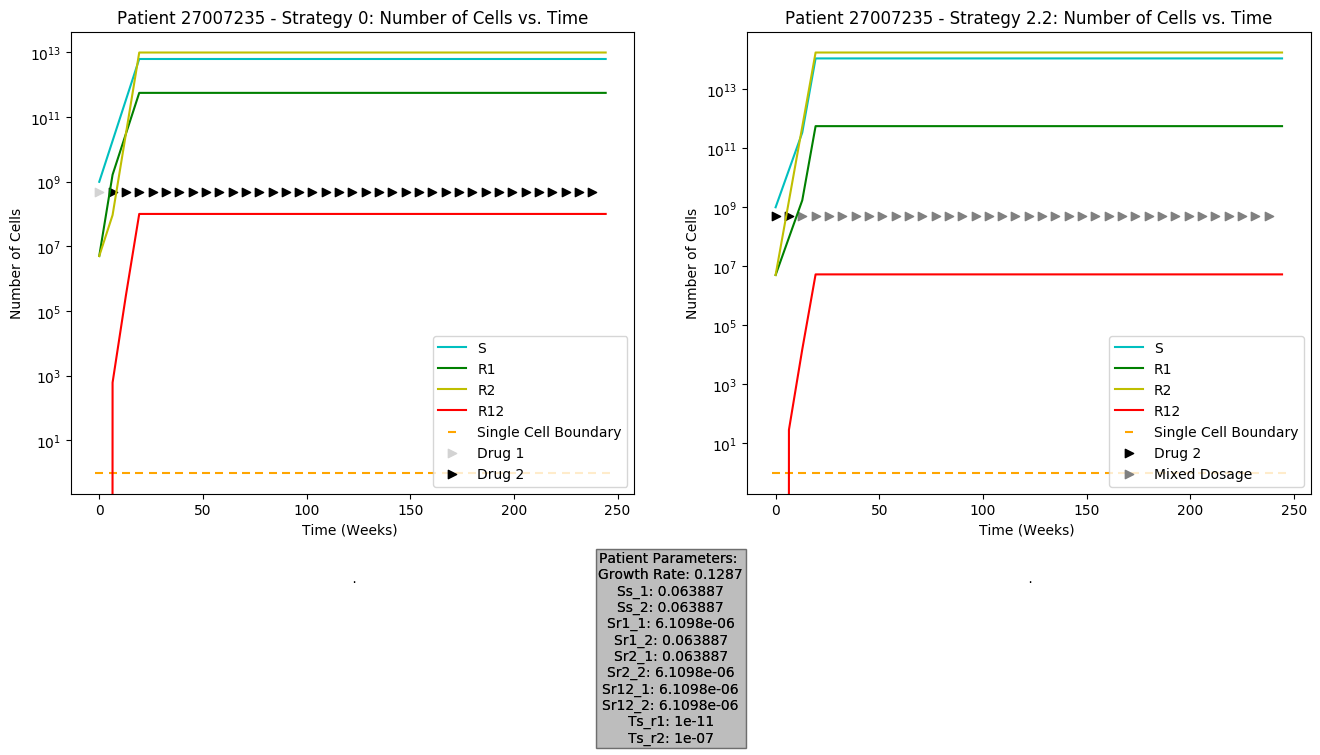 Patient 27007235 - Strategy 0: Number of Cells vs. Time
Number of Cells
10^13
10^11
10^9
10^7
10^5
10^3
10^1
S
R1
R2
R12
Single Cell Boundary
Drug 1
Drug 2
0
50
100
150
200
250
Time (Weeks)
.
Patient 27007235 - Strategy 2.2: Number of Cells vs. Time
Number of Cells
10^13
10^11
10^9
10^7
10^5
10^3
10^1
S
R1
R2
R12
Single Cell Boundary
Drug 2
Mixed Dosage
0
50
100
150
200
250
Time (Weeks)
.
Patient Parameters:
Growth Rate: 0.1287
Ss_1: 0.063887
Ss_2: 0.063887
Sr1_1: 6.1098e-06
Sr1_2: 0.063887
Sr2_1: 0.063887
Sr2_2: 6.1098e-06
Sr12_1: 6.1098e-06
Sr12_2: 6.1098e-06
Ts_r1: 1e-11
Ts_r2: 1e-07